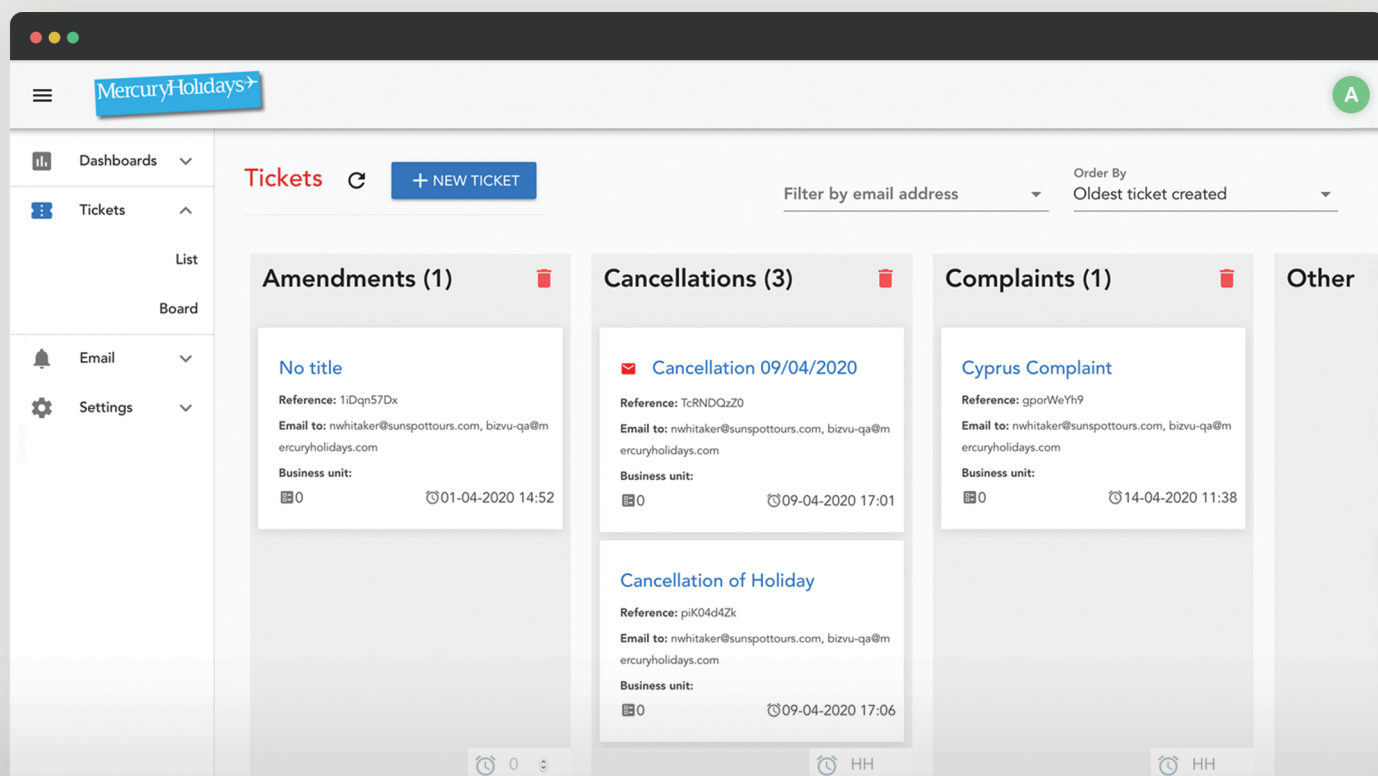 MercuryHolidays
A
Dashboards
Tickets
List
Board
Email
Settings
Tickets
+ NEW TICKET
Filter by email address
Order By
Oldest ticket created
Amendments (1)
No title
Reference: 1iDqn57Dx
Email to: nwhitaker@sunspottours.com, bizvu-qa@m
ercuryholidays.com
Business unit:
0
01-04-2020 14:52
0
Cancellations (3)
Cancellation 09/04/2020
Reference: TcRNDQzZ0
Email to: nwhitaker@sunspottours.com, bizvu-qa@m
ercuryholidays.com
Business unit:
0
09-04-2020 17:01
Cancellation of Holiday
Reference: piK04d4Zk
Email to: nwhitaker@sunspottours.com, bizvu-qa@m
ercuryholidays.com
Business unit:
0
09-04-2020 17:06
HH
Complaints (1)
Cyprus Complaint
Reference: gporWeYh9
Email to: nwhitaker@sunspottours.com, bizvu-qa@m
ercuryholidays.com
Business unit:
0
14-04-2020 11:38
HH
Other